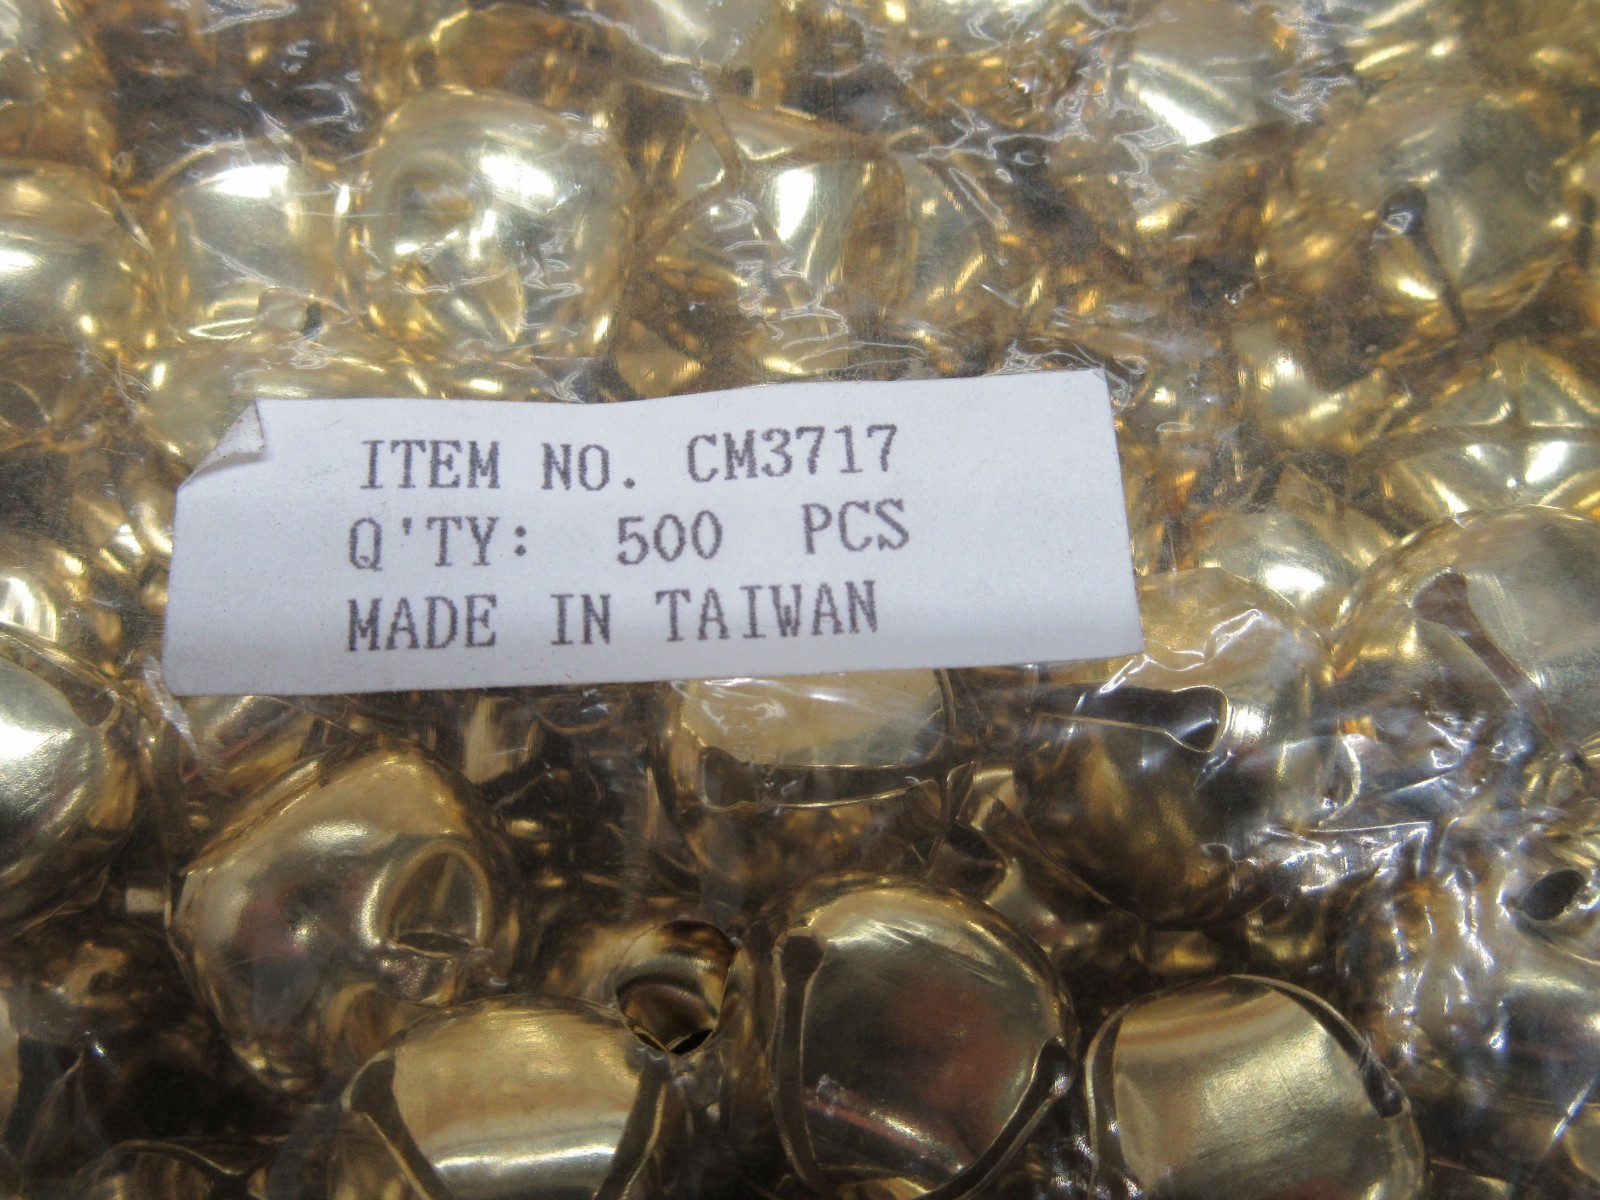 ITEM NO. CM3717
Q'TY: 500 PCS
MADE IN TAIWAN